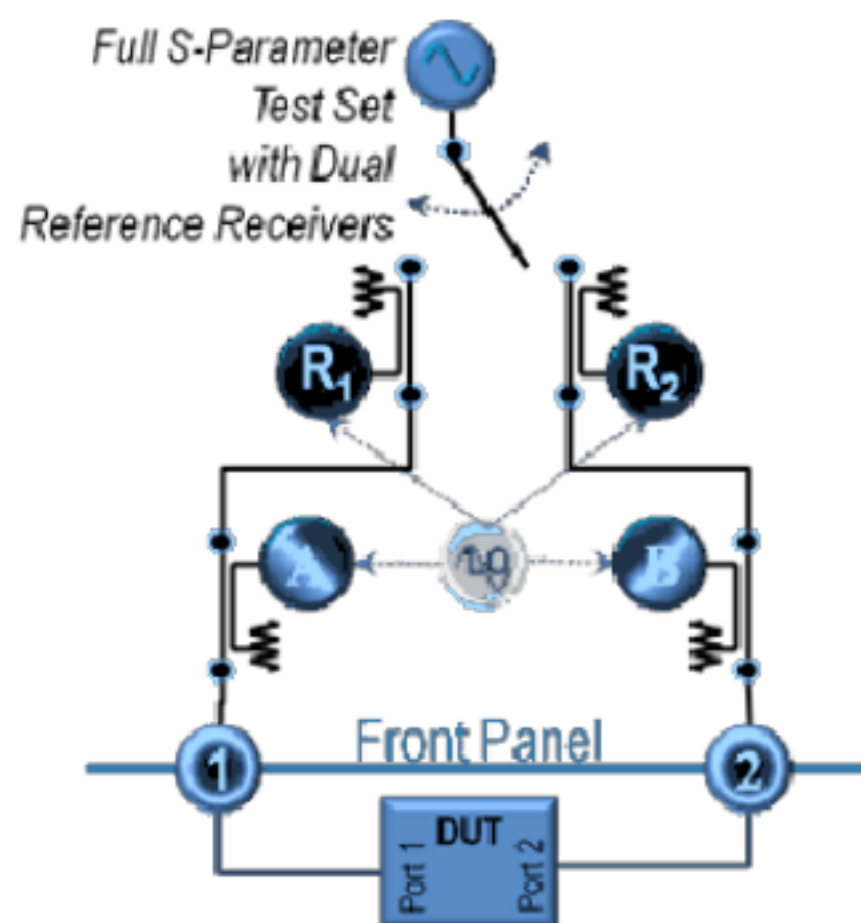 Full S-Parameter
Test Set
with Dual
Reference Receivers
R1
R2
A
B
Front Panel
1
2
DUT
Port 1
Port 2